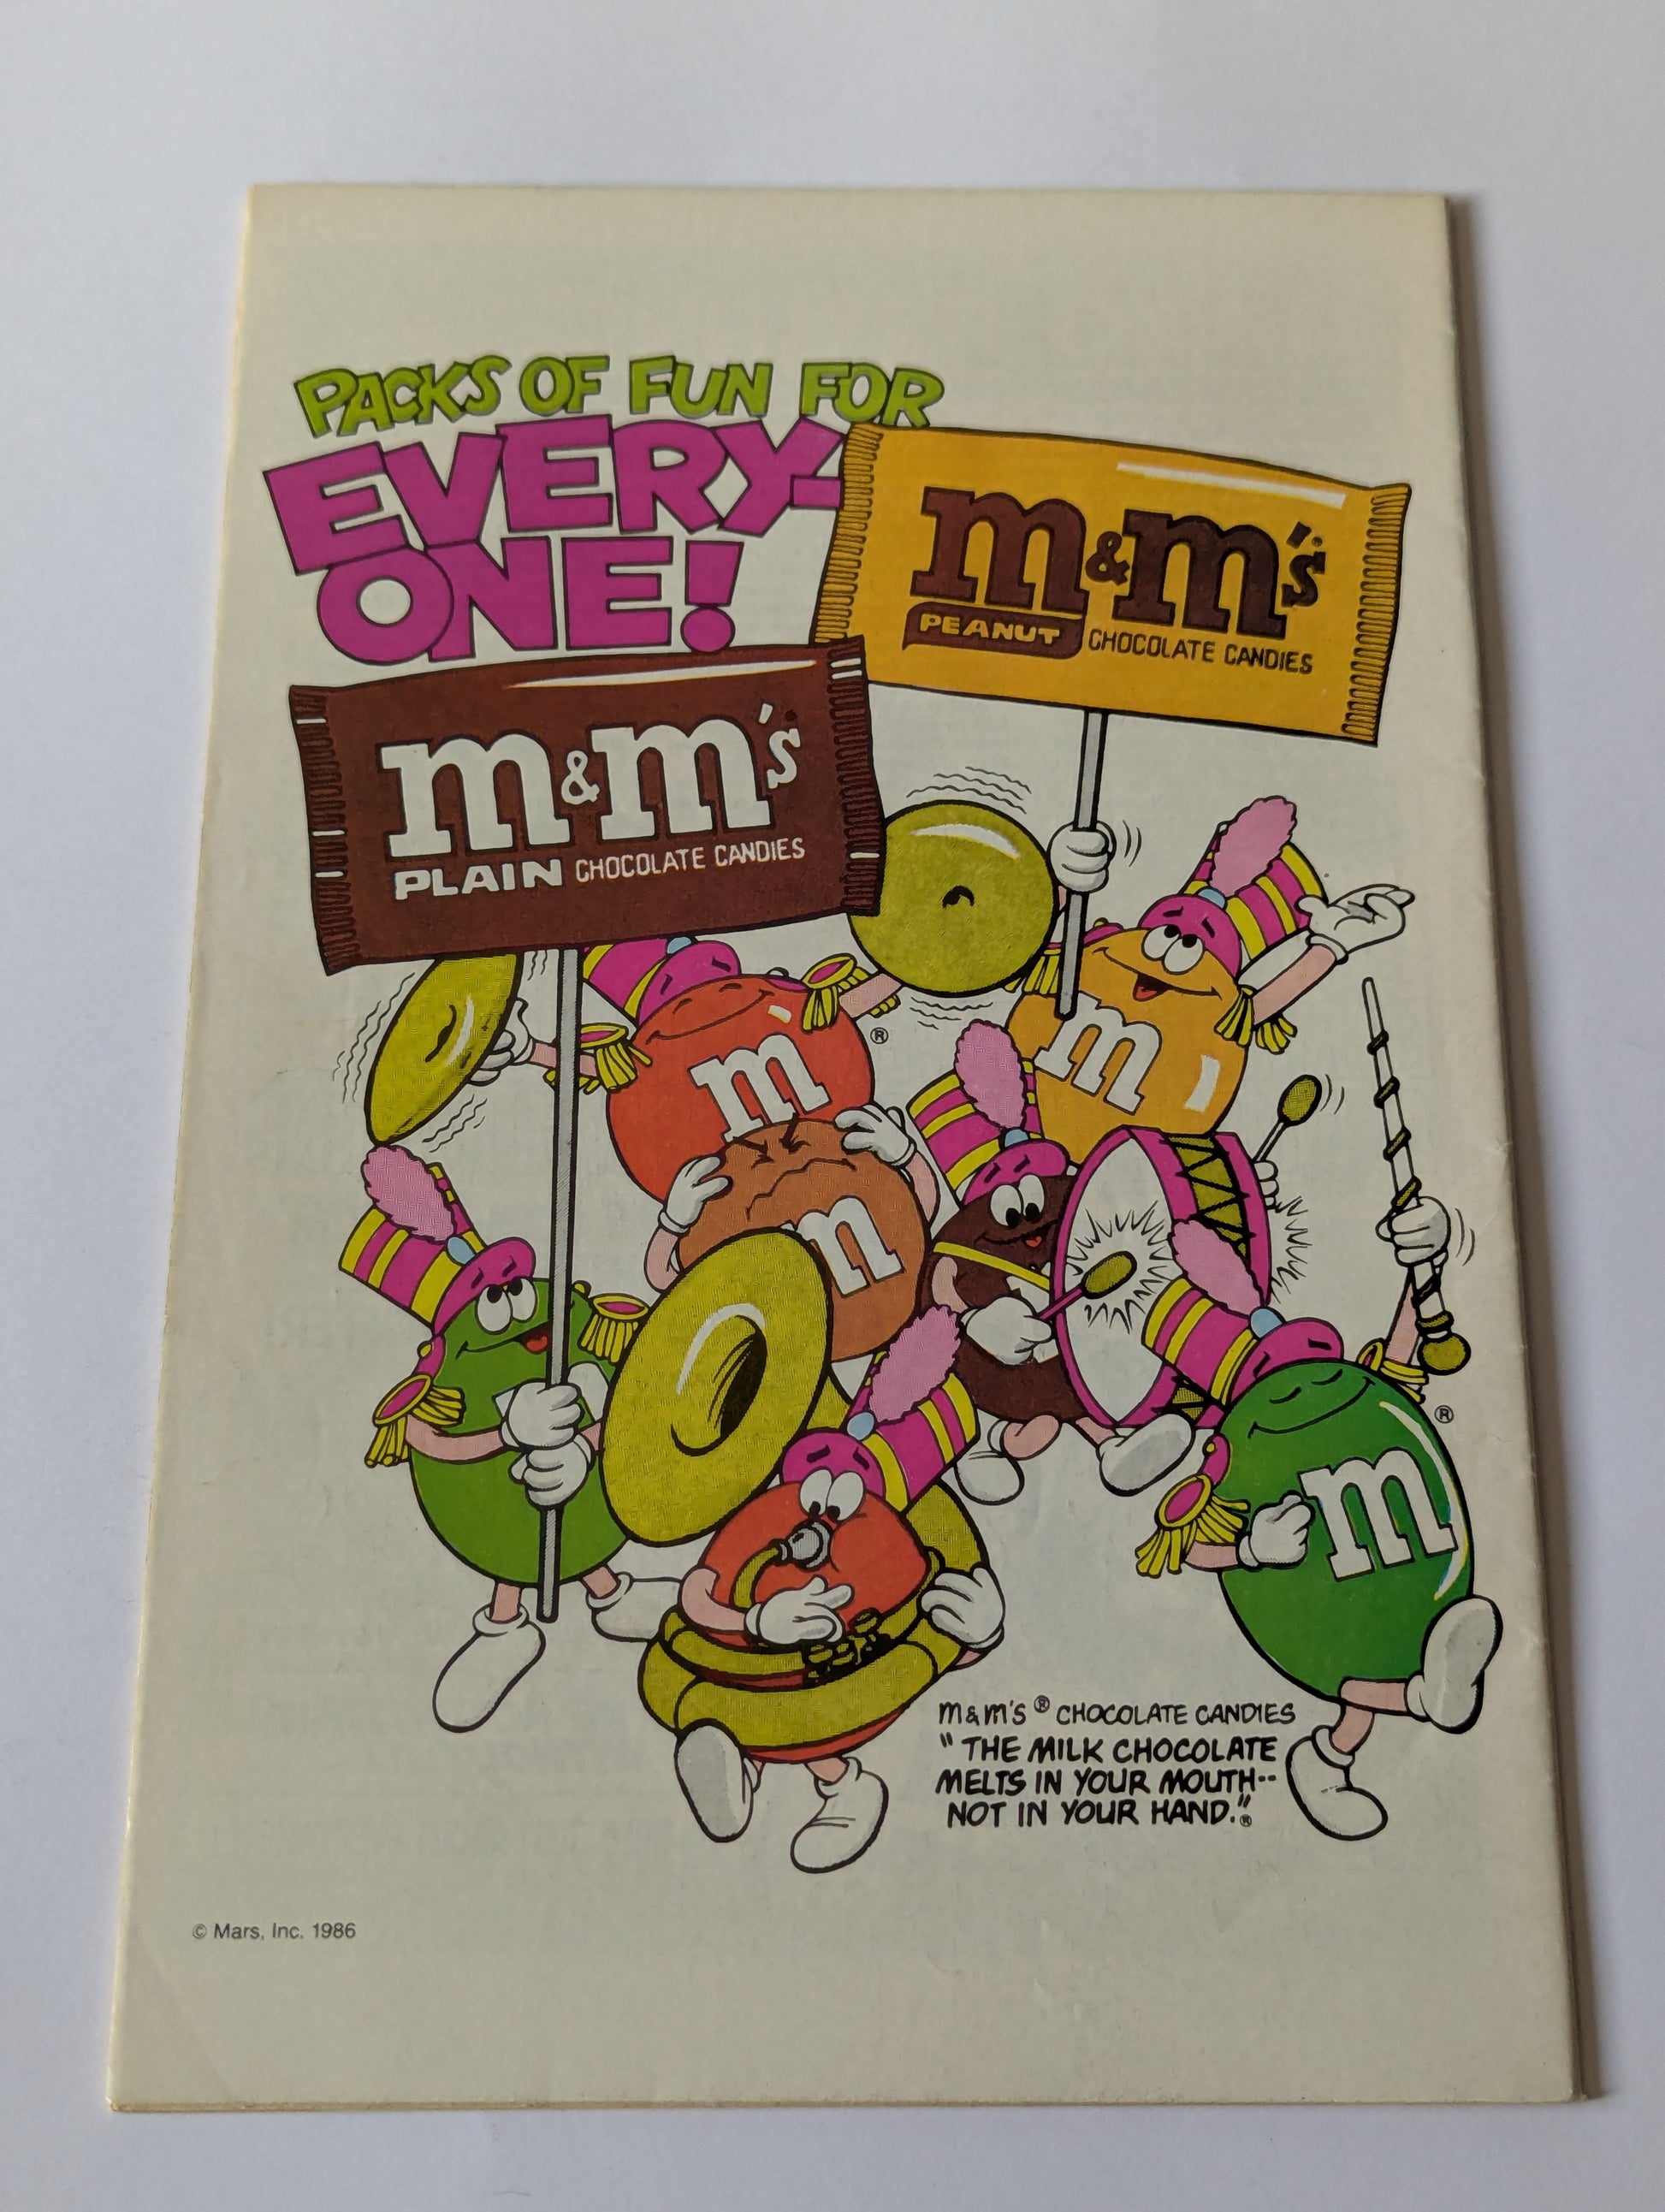 PACKS OF FUN FOR
EVERY-
ONE!
m&m's
PEANUT CHOCOLATE CANDIES
m&m's
PLAIN CHOCOLATE CANDIES
m
®
m
m
m
®
m&m's® CHOCOLATE CANDIES
"THE MILK CHOCOLATE
MELTS IN YOUR MOUTH--
NOT IN YOUR HAND."®
© Mars, Inc. 1986